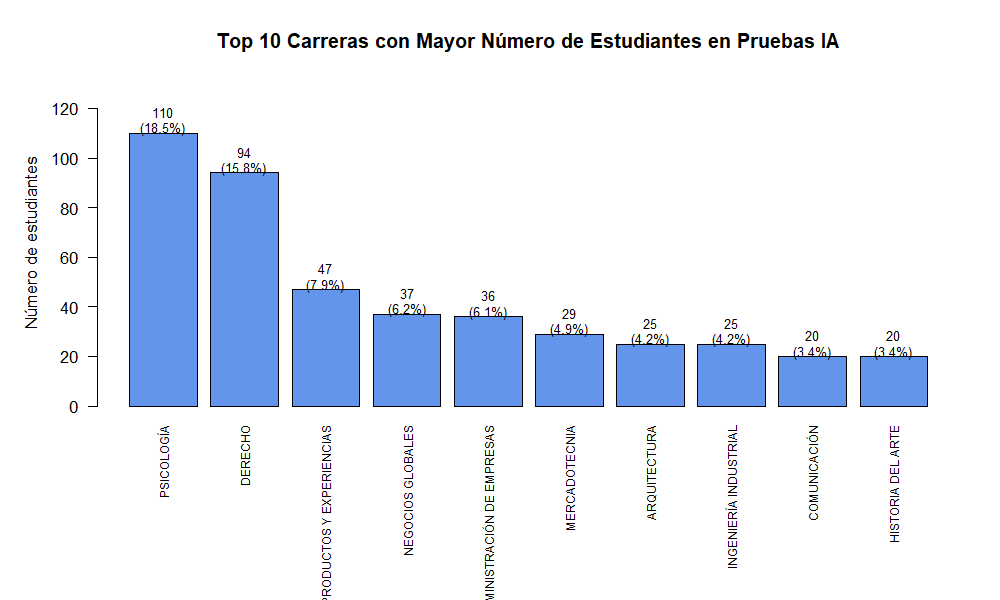 Top 10 Carreras con Mayor Número de Estudiantes en Pruebas IA
Número de estudiantes
120
100
80
60
40
20
0
110
(18.5%)
94
(15.8%)
47
(7.9%)
37
(6.2%)
36
(6.1%)
29
(4.9%)
25
(4.2%)
25
(4.2%)
20
(3.4%)
20
(3.4%)
PSICOLOGÍA
DERECHO
PRODUCTOS Y EXPERIENCIAS
NEGOCIOS GLOBALES
MINISTRACIÓN DE EMPRESAS
MERCADOTECNIA
ARQUITECTURA
INGENIERÍA INDUSTRIAL
COMUNICACIÓN
HISTORIA DEL ARTE